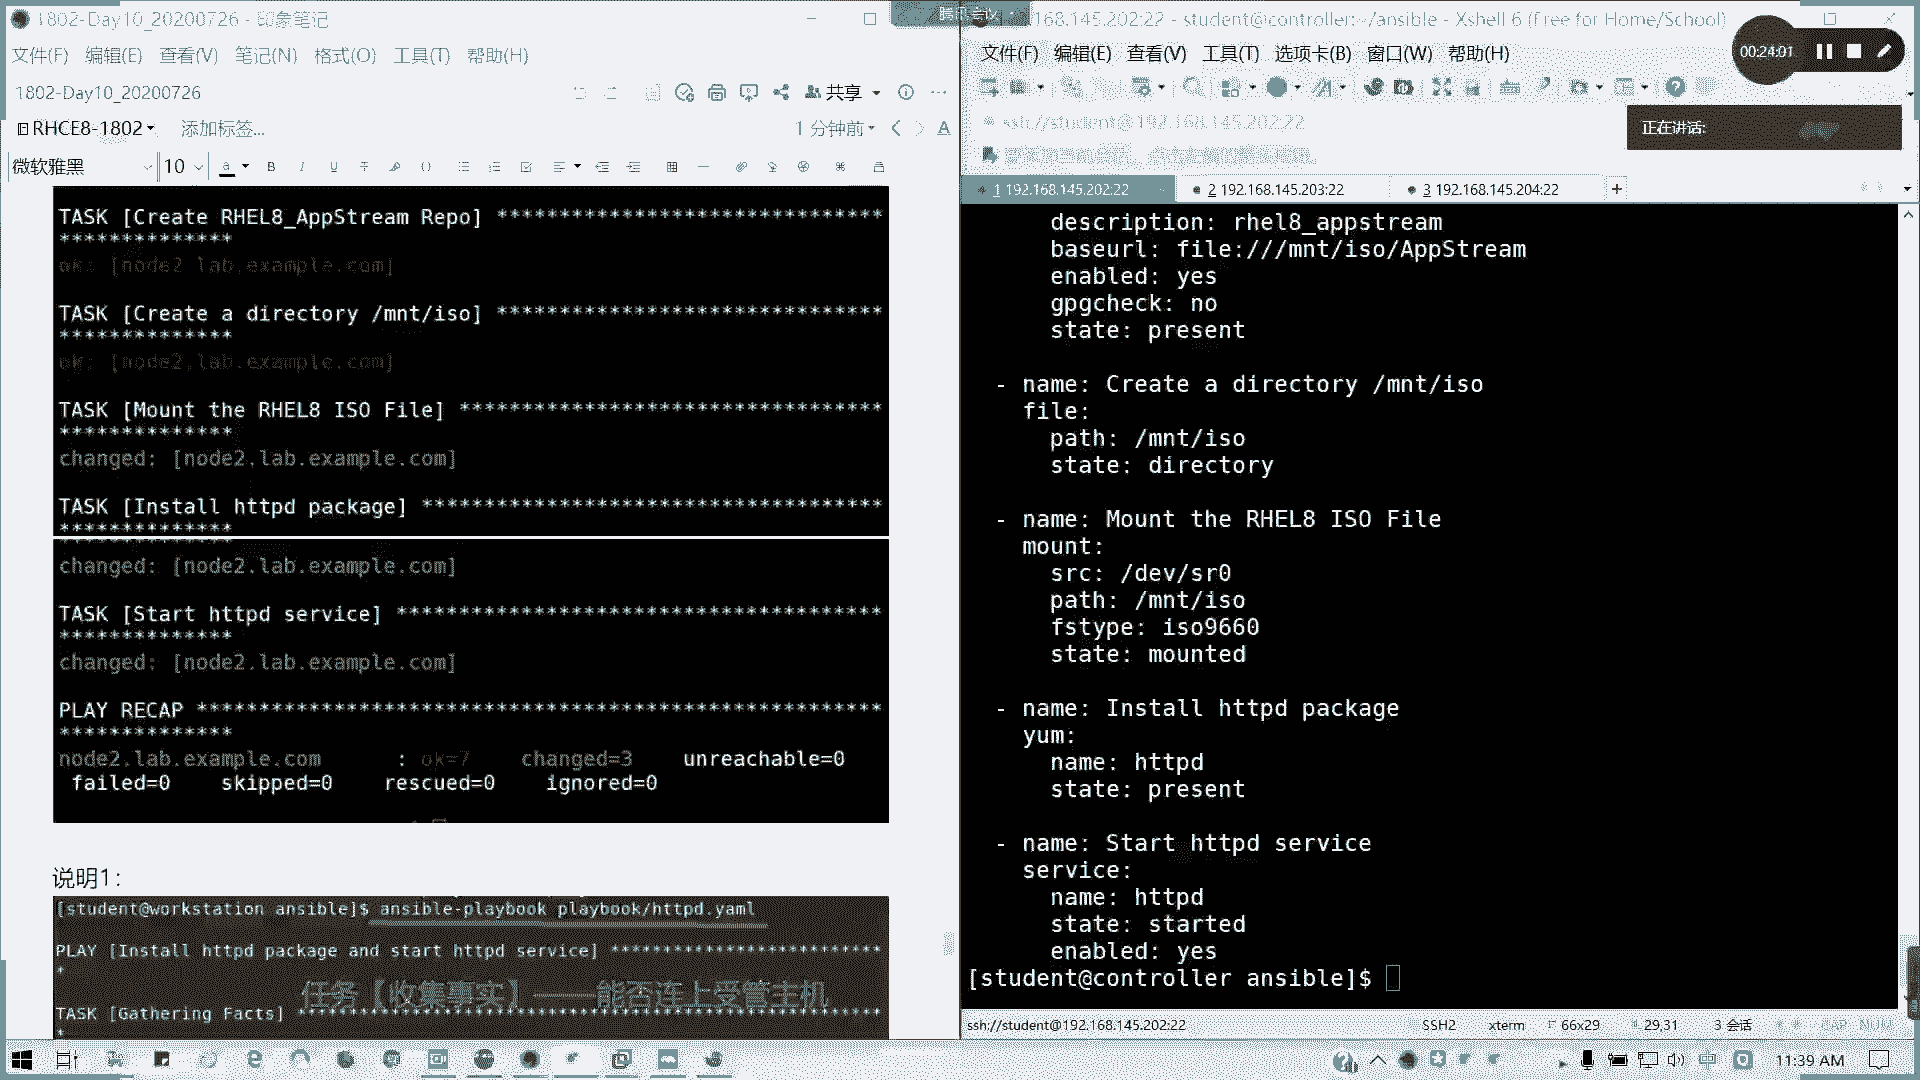 1802-Day10_20200726 - 印象笔记
文件(F) 编辑(E) 查看(V) 笔记(N) 格式(O) 工具(T) 帮助(H)
1802-Day10_20200726
共享
RHCE8-1802
添加标签...
1 分钟前
微软雅黑
10
TASK [Create RHEL8_AppStream Repo] *********************************
**************
ok: [node2.lab.example.com]
TASK [Create a directory /mnt/iso] *********************************
**************
ok: [node2.lab.example.com]
TASK [Mount the RHEL8 ISO File] ************************************
**************
changed: [node2.lab.example.com]
TASK [Install httpd package] ***************************************
**************
changed: [node2.lab.example.com]
TASK [Start httpd service] *****************************************
**************
changed: [node2.lab.example.com]
PLAY RECAP *********************************************************
**************
node2.lab.example.com : ok=7 changed=3 unreachable=0
failed=0 skipped=0 rescued=0 ignored=0
说明1：
[student@workstation ansible]$ ansible-playbook playbook/httpd.yaml
PLAY [Install httpd package and start httpd service] **************************
*
任务【收集事实】——能否连上受管主机
TASK [Gathering Facts] *********************************************************
*
腾讯会议
168.145.202:22 - student@controller:~/ansible - Xshell 6 (Free for Home/School)
文件(F) 编辑(E) 查看(V) 工具(T) 选项卡(B) 窗口(W) 帮助(H)
00:24:01
ssh://student@192.168.145.202:22
正在讲话:
1 192.168.145.202:22
2 192.168.145.203:22
3 192.168.145.204:22
description: rhel8_appstream
baseurl: file:///mnt/iso/AppStream
enabled: yes
gpgcheck: no
state: present
- name: Create a directory /mnt/iso
file:
path: /mnt/iso
state: directory
- name: Mount the RHEL8 ISO File
mount:
src: /dev/sr0
path: /mnt/iso
fstype: iso9660
state: mounted
- name: Install httpd package
yum:
name: httpd
state: present
- name: Start httpd service
service:
name: httpd
state: started
enabled: yes
[student@controller ansible]$
ssh://student@192.168.145.202:22
SSH2
xterm
66x29
29,31
3 会话
CAP NUM
11:39 AM